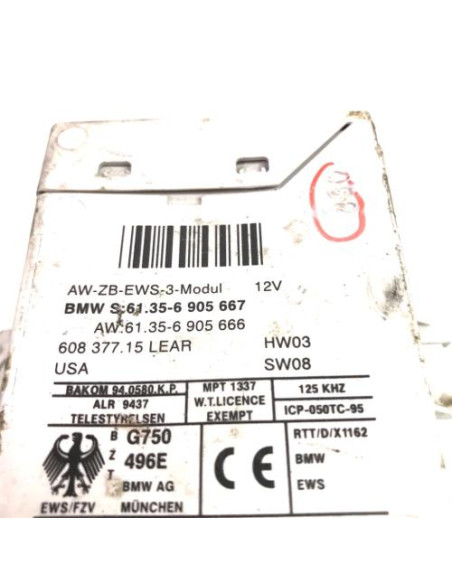 AW-ZB-EWS-3-Modul 12V
BMW S:61.35-6 905 667
AW:61.35-6 905 666
608 377.15 LEAR HW03
USA SW08
BAKOM 94.0580.K.P.
ALR 9437
TELESTYRELSEN
MPT 1337
W.T.LICENCE
EXEMPT
125 KHZ
ICP-050TC-95
B G750
Z 496E
T BMW AG
EWS/FZV MÜNCHEN
CE
RTT/D/X1162
BMW
EWS